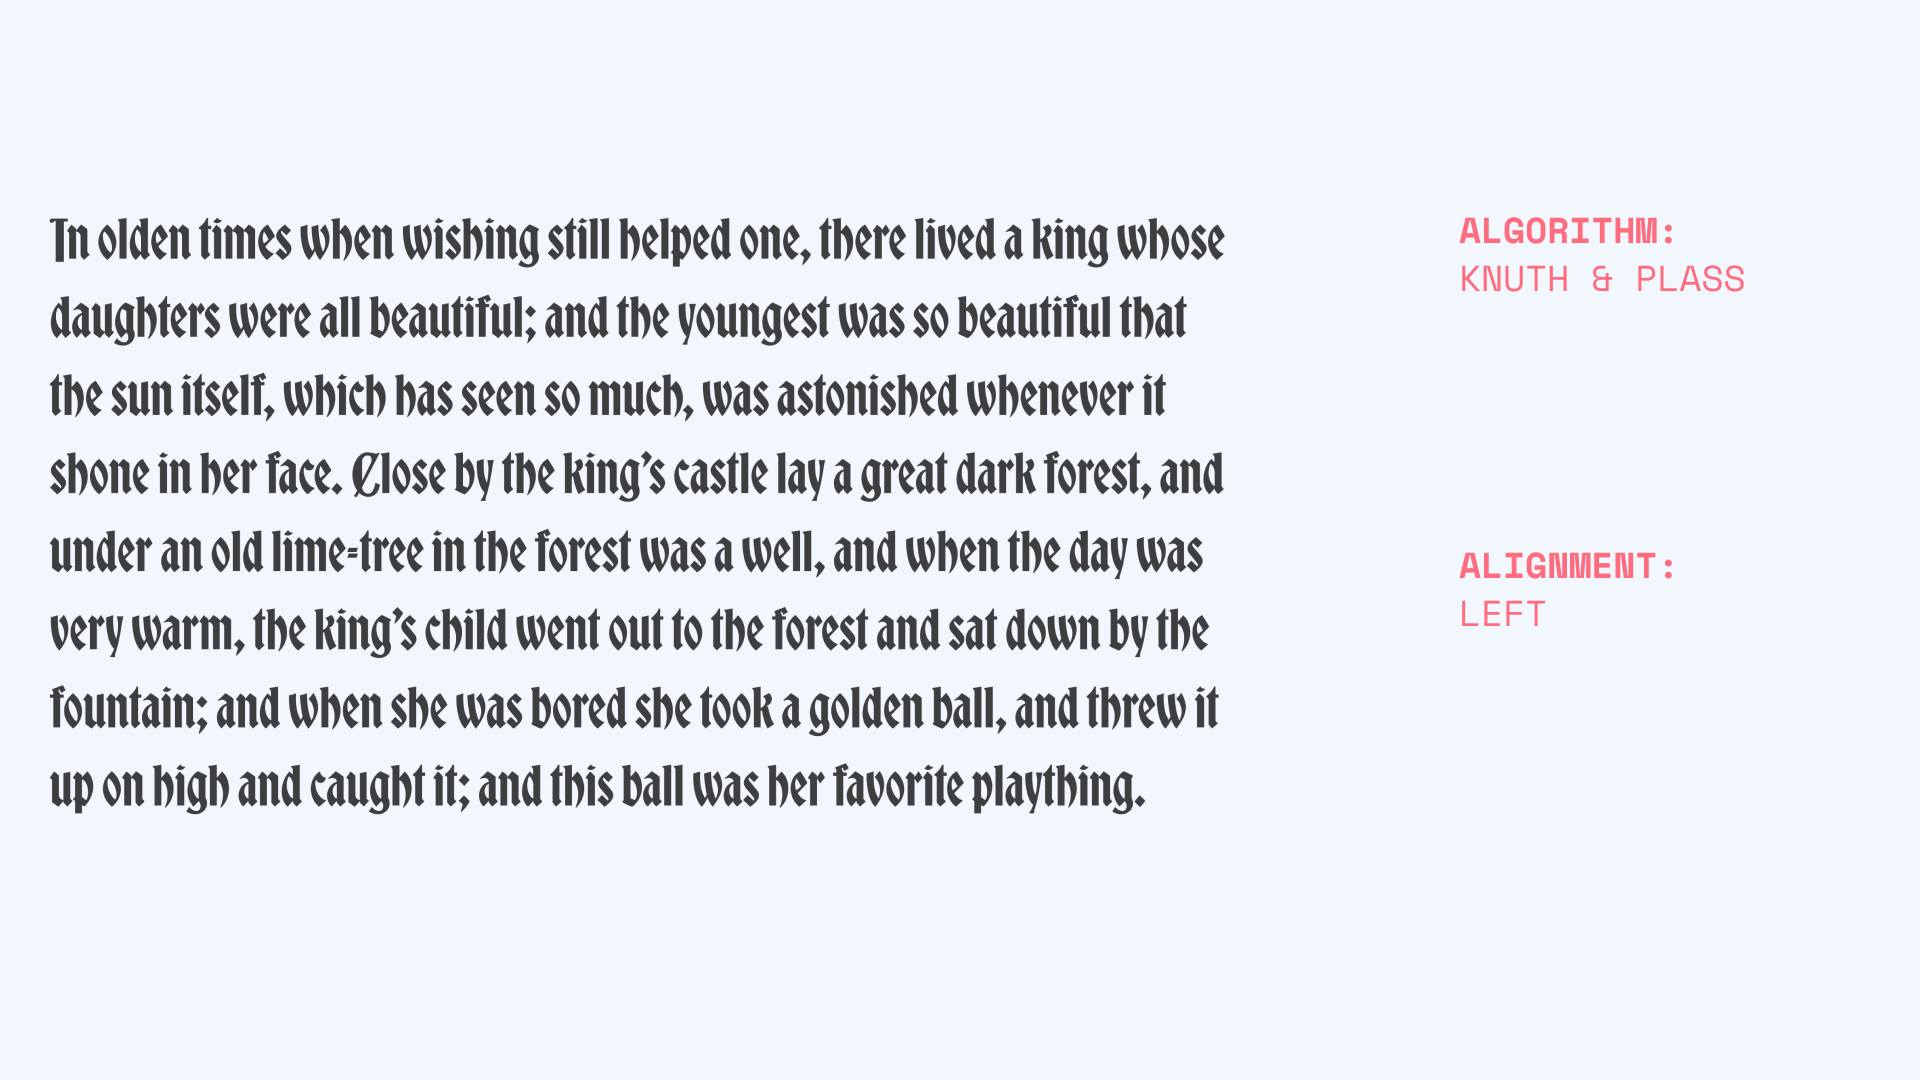 In olden times when wishing still helped one, there lived a king whose
daughters were all beautiful; and the youngest was so beautiful that
the sun itself, which has seen so much, was astonished whenever it
shone in her face. Close by the king’s castle lay a great dark forest, and
under an old lime-tree in the forest was a well, and when the day was
very warm, the king’s child went out to the forest and sat down by the
fountain; and when she was bored she took a golden ball, and threw it
up on high and caught it; and this ball was her favorite plaything.
ALGORITHM:
KNUTH & PLASS
ALIGNMENT:
LEFT